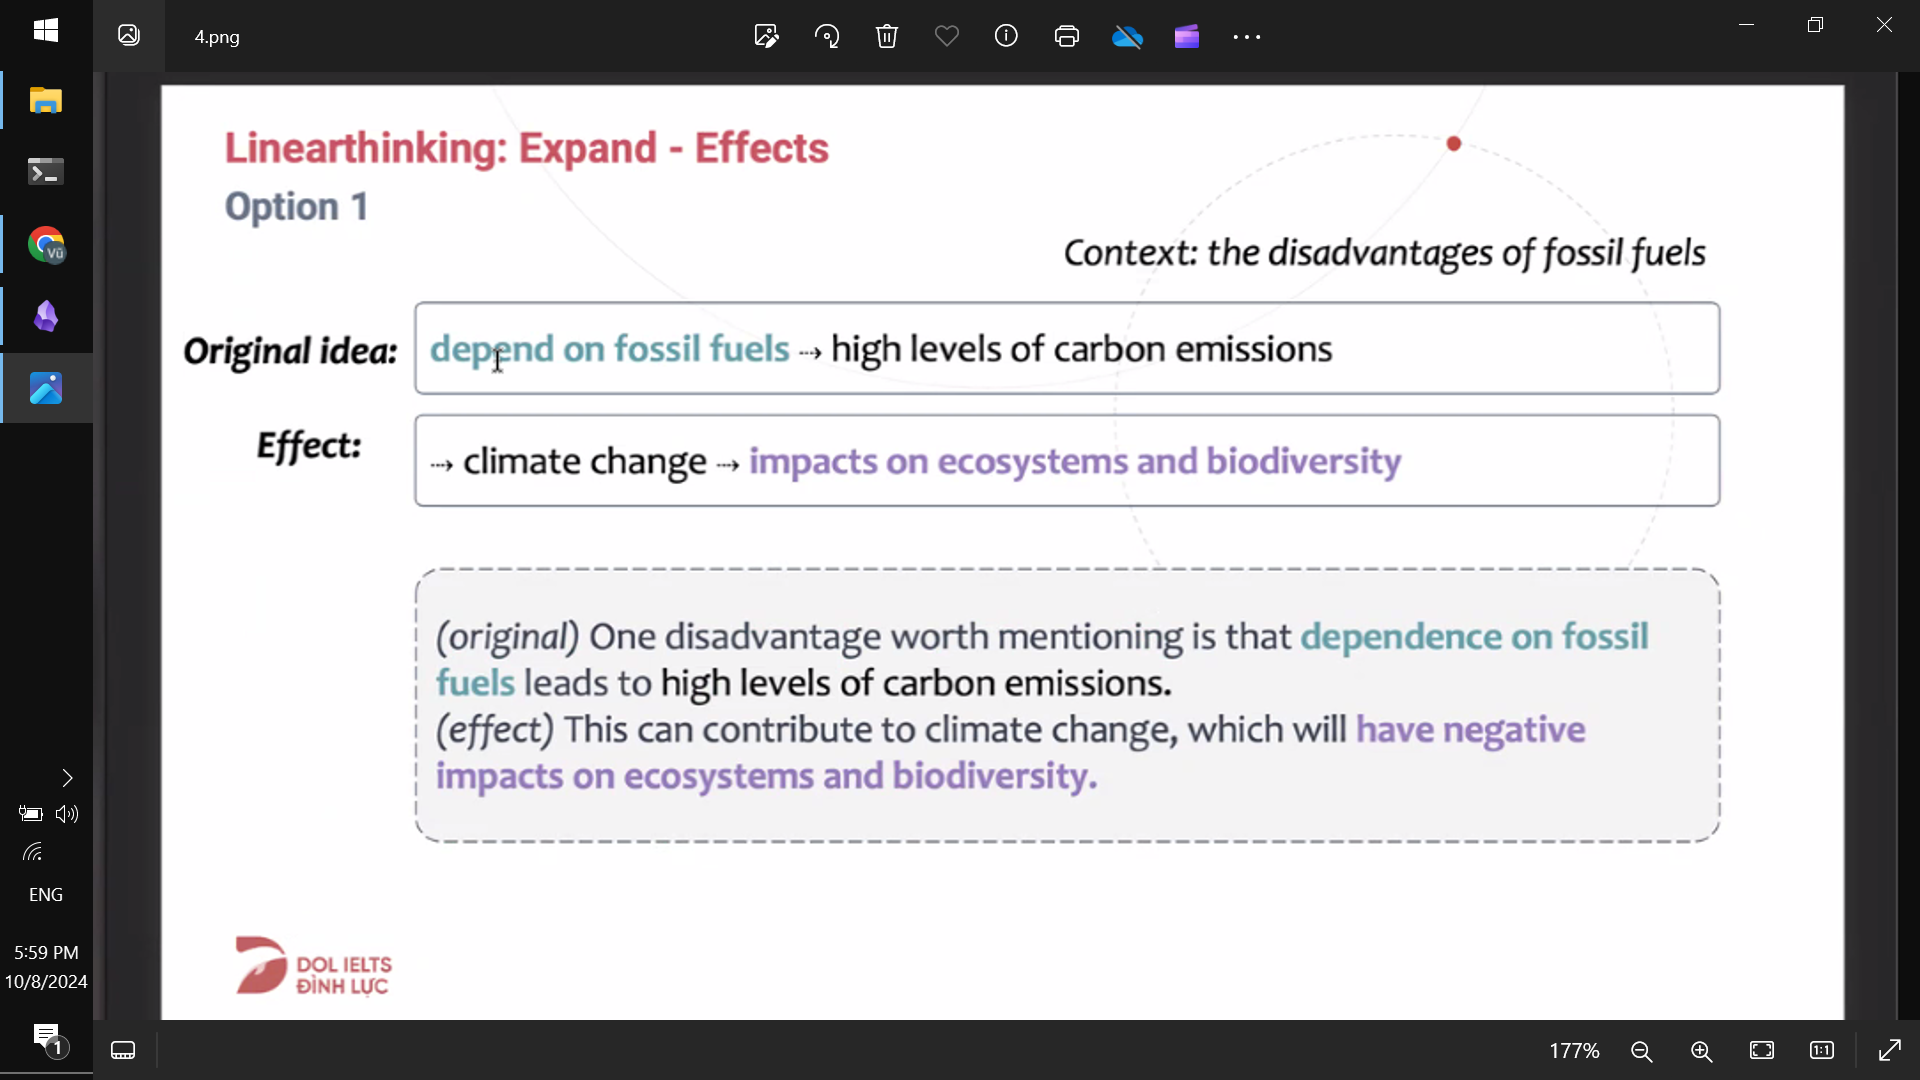 4.png
Linearthinking: Expand - Effects
Option 1
Context: the disadvantages of fossil fuels
Original idea:
depend on fossil fuels ⇢ high levels of carbon emissions
Effect:
⇢ climate change ⇢ impacts on ecosystems and biodiversity
(original) One disadvantage worth mentioning is that dependence on fossil
fuels leads to high levels of carbon emissions.
(effect) This can contribute to climate change, which will have negative
impacts on ecosystems and biodiversity.
DOL IELTS
ĐÌNH LỰC
Vũ
ENG
5:59 PM
10/8/2024
1
177%
1:1